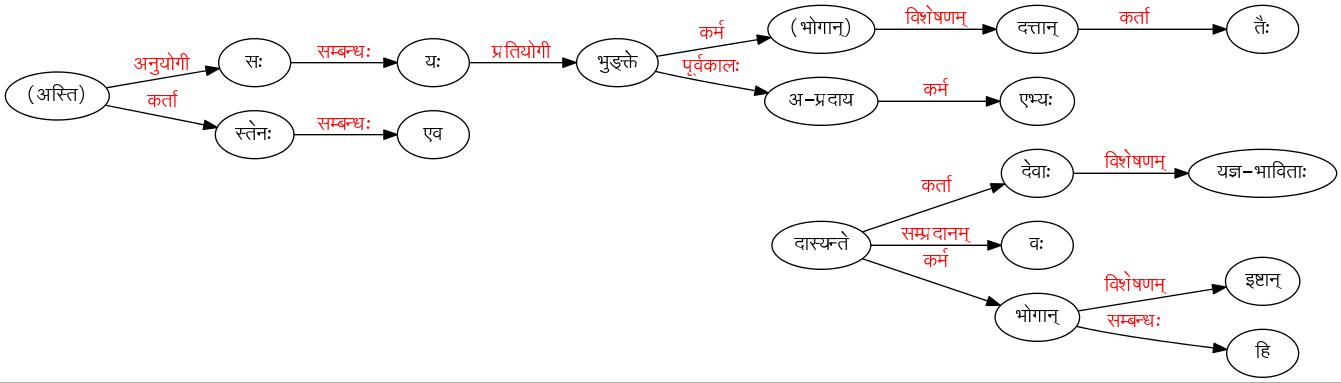 (भोगान्) विशेषणम् दत्तान् कर्ता तैः
कर्म
(अस्ति) अनुयोगी सः सम्बन्धः यः प्रतियोगी भुङ्क्ते
पूर्वकालः
अ-प्रदाय कर्म एभ्यः
कर्ता
स्तेनः सम्बन्धः एव
देवाः विशेषणम् यज्ञ-भाविताः
कर्ता
दास्यन्ते सम्प्रदानम् वः
कर्म
भोगान् विशेषणम् इष्टान्
सम्बन्धः
हि